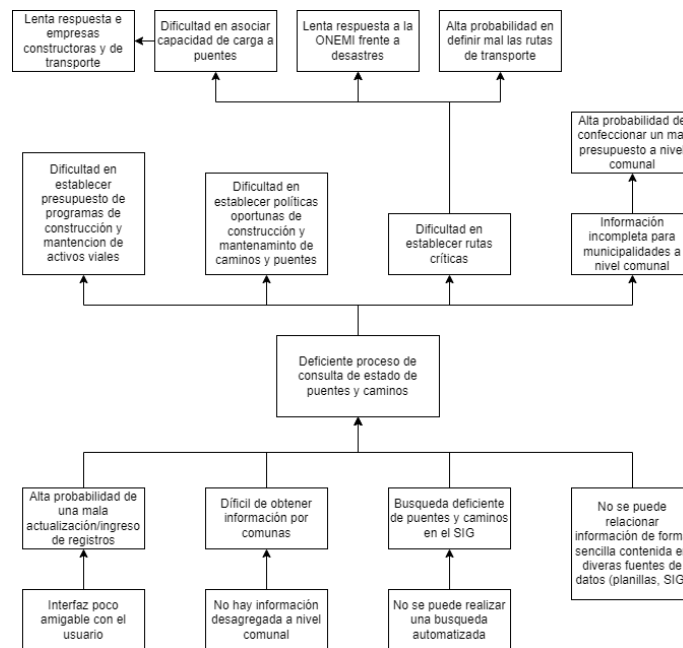 Lenta respuesta e
empresas
constructoras y de
transporte
Dificultad en asociar
capacidad de carga a
puentes
Lenta respuesta a la
ONEMI frente a
desastres
Alta probabilidad en
definir mal las rutas
de transporte
Alta probabilidad de
confeccionar un mal
presupuesto a nivel
comunal
Dificultad en
establecer
presupuesto de
programas de
construcción y
mantencion de
activos viales
Dificultad en
establecer políticas
oportunas de
construcción y
mantenaminto de
caminos y puentes
Dificultad en
establecer rutas
críticas
Información
incompleta para
municipalidades a
nivel comunal
Deficiente proceso de
consulta de estado de
puentes y caminos
Alta probabilidad de
una mala
actualización/ingreso
de registros
Díficil de obtener
información por
comunas
Busqueda deficiente
de puentes y caminos
en el SIG
No se puede
relacionar
información de forma
sencilla contenida en
diveras fuentes de
datos (planillas, SIG)
Interfaz poco
amigable con el
usuario
No hay información
desagregada a nivel
comunal
No se puede realizar
una busqueda
automatizada